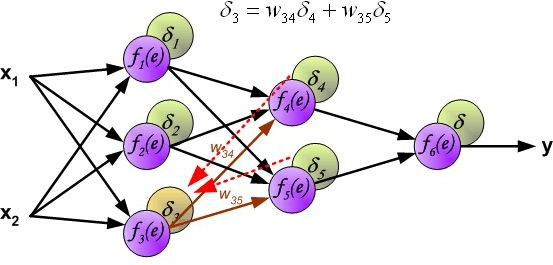 δ₃ = w₃₄δ₄ + w₃₅δ₅
δ₁
f₁(e)
x₁
δ₄
f₄(e)
δ₂
f₂(e)
δ
f₆(e)
y
w₃₄
δ₅
f₅(e)
w₃₅
x₂
δ₃
f₃(e)